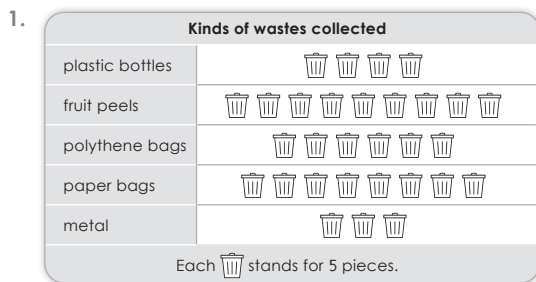 1.
Kinds of wastes collected
plastic bottles
fruit peels
polythene bags
paper bags
metal
Each stands for 5 pieces.